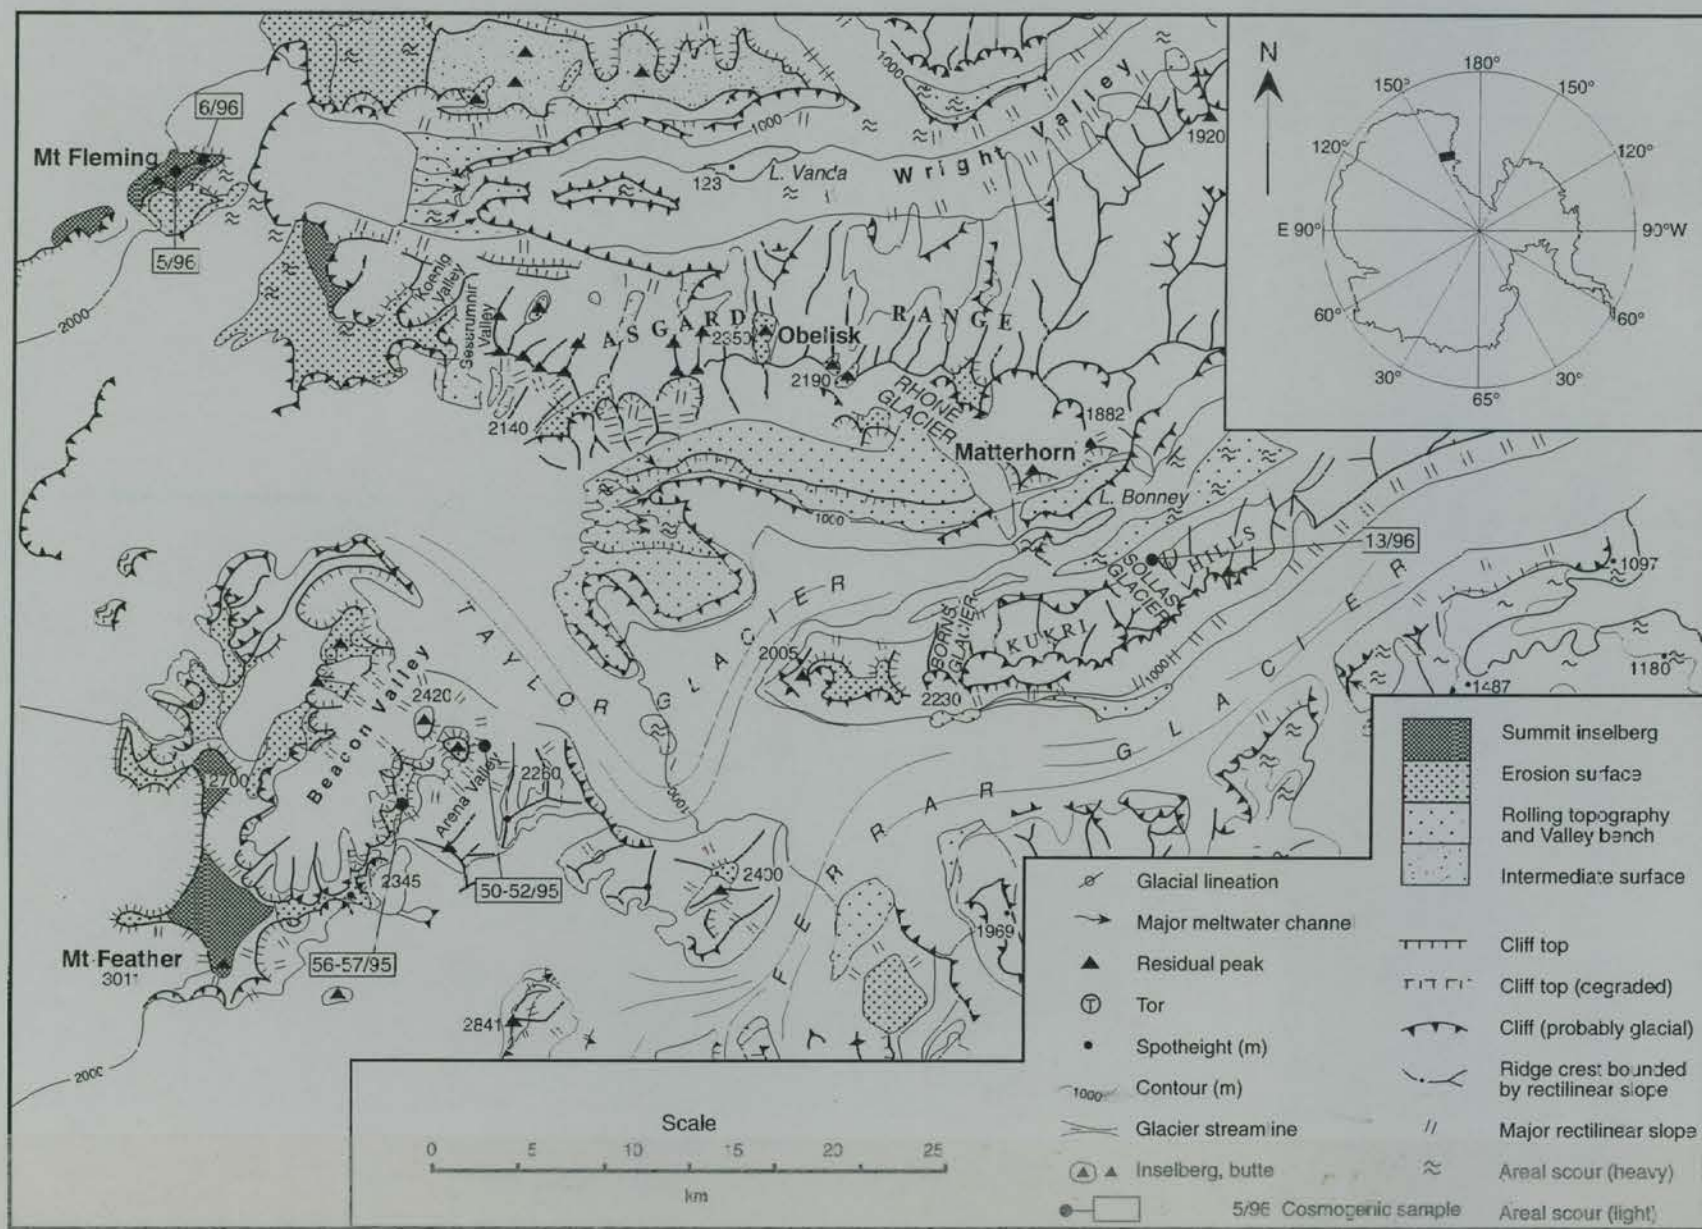 6/96
Mt Fleming
5/96
2000
1000
123
L. Vanda
Wright Valley
1000
1920
Koenig
Valley
Valley
ASGARD RANGE
2350
Obelisk
2190
2140
RHONE
GLACIER
1882
Matterhorn
L. Bonney
1000
13/96
SOLLAS
GLACIER
KUKRI HILLS
BORNS
GLACIER
1000
2005
2230
TAYLOR GLACIER
1000
FERRAR GLACIER
1097
1180
1487
Beacon Valley
2420
2700
Arena Valley
2260
2345
50-52/95
56-57/95
Mt Feather
3011
2400
1969
2841
2000
N
180°
150°
150°
120°
120°
E 90°
90°W
60°
60°
30°
30°
65°
Summit inselberg
Erosion surface
Rolling topography
and Valley bench
Intermediate surface
Glacial lineation
Major meltwater channel
Residual peak
Tor
Spotheight (m)
1000
Contour (m)
Glacier streamline
Inselberg, butte
5/96 Cosmogenic sample
Cliff top
Cliff top (cegraded)
Cliff (probably glacial)
Ridge crest bounded
by rectilinear slope
Major rectilinear slope
Areal scour (heavy)
Areal scour (light)
Scale
0 5 10 15 20 25
km